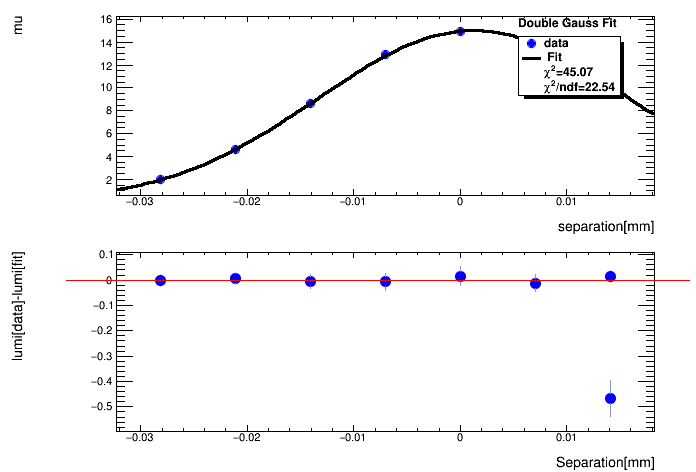 mu
16
14
12
10
8
6
4
2
Double Gauss Fit
data
Fit
χ²=45.07
χ²/ndf=22.54
−0.03
−0.02
−0.01
0
0.01
separation[mm]
lumi[data]-lumi[fit]
0.1
0
−0.1
−0.2
−0.3
−0.4
−0.5
−0.03
−0.02
−0.01
0
0.01
Separation[mm]